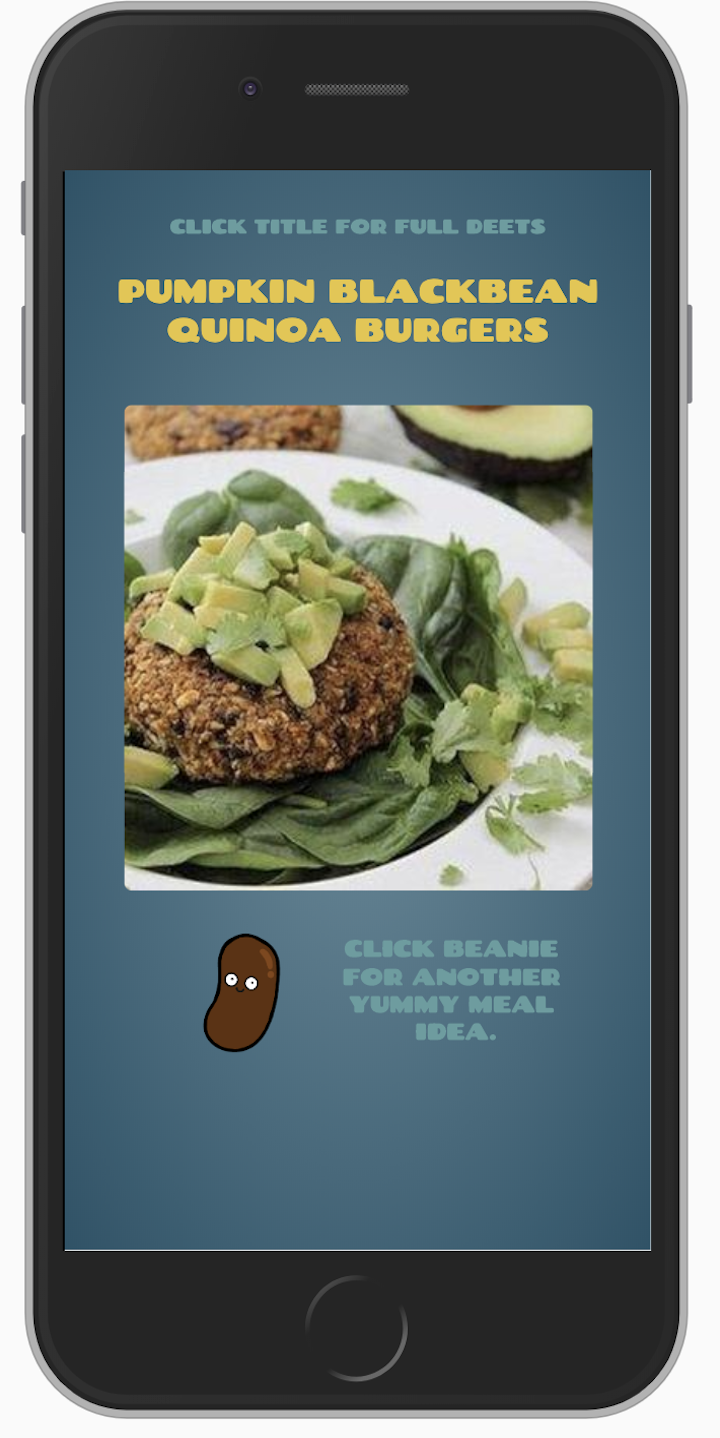 CLICK TITLE FOR FULL DEETS
PUMPKIN BLACKBEAN
QUINOA BURGERS
CLICK BEANIE
FOR ANOTHER
YUMMY MEAL
IDEA.